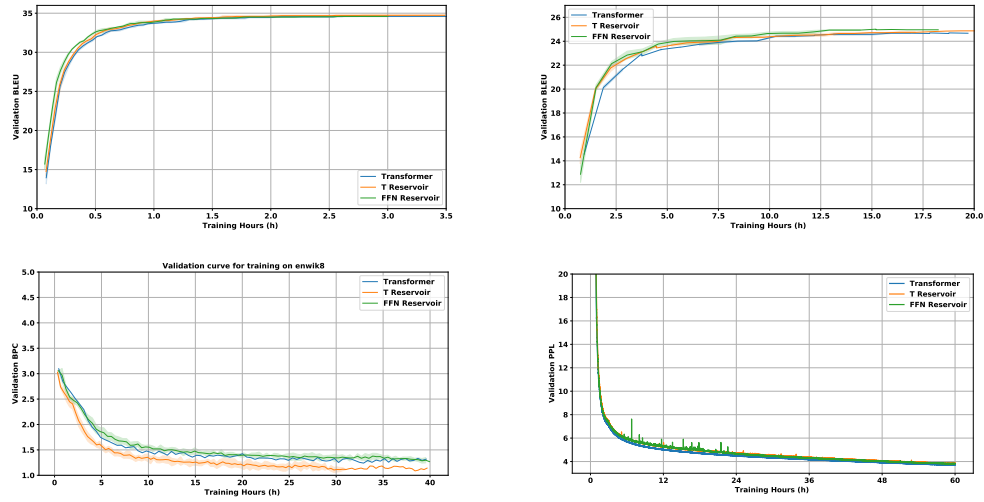 35
30
25
20
15
10
Validation BLEU
0.0 0.5 1.0 1.5 2.0 2.5 3.0 3.5
Training Hours (h)
Transformer
T Reservoir
FFN Reservoir
26
24
22
20
18
16
14
12
10
Validation BLEU
0.0 2.5 5.0 7.5 10.0 12.5 15.0 17.5 20.0
Training Hours (h)
Transformer
T Reservoir
FFN Reservoir
Validation curve for training on enwik8
5.0
4.5
4.0
3.5
3.0
2.5
2.0
1.5
1.0
Validation BPC
0 5 10 15 20 25 30 35 40
Training Hours (h)
Transformer
T Reservoir
FFN Reservoir
20
18
16
14
12
10
8
6
4
Validation PPL
0 12 24 36 48 60
Training Hours (h)
Transformer
T Reservoir
FFN Reservoir